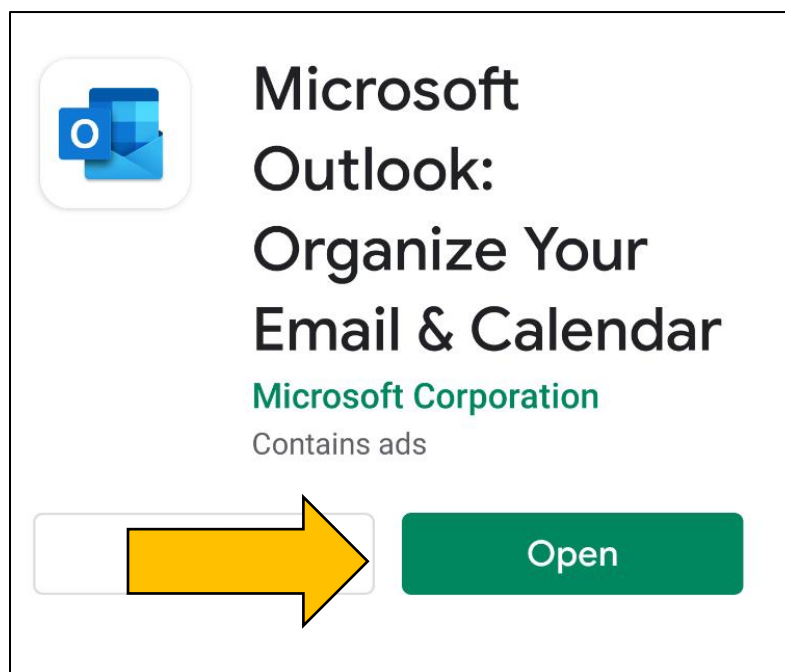 Microsoft
Outlook:
Organize Your
Email & Calendar
Microsoft Corporation
Contains ads
O
Open